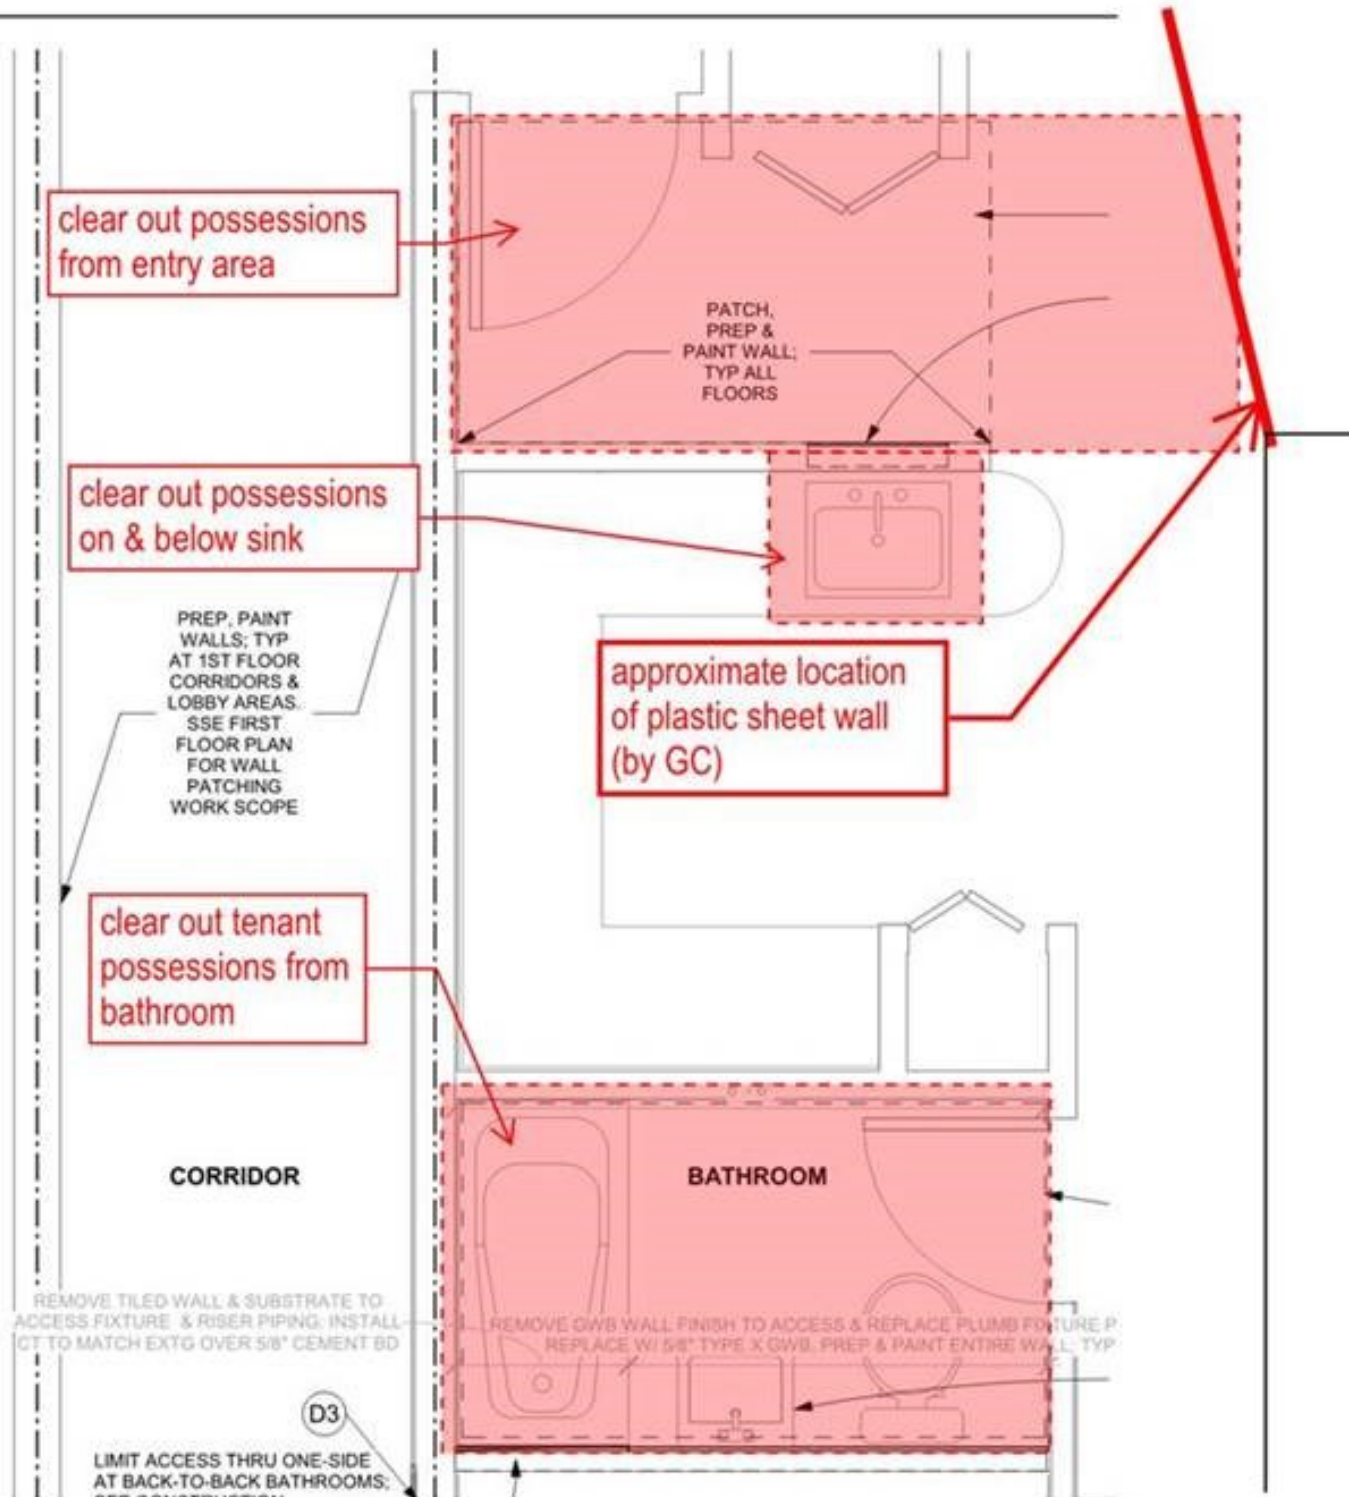 clear out possessions
from entry area
PATCH,
PREP &
PAINT WALL;
TYP ALL
FLOORS
clear out possessions
on & below sink
PREP, PAINT
WALLS; TYP
AT 1ST FLOOR
CORRIDORS &
LOBBY AREAS.
SSE FIRST
FLOOR PLAN
FOR WALL
PATCHING
WORK SCOPE
approximate location
of plastic sheet wall
(by GC)
clear out tenant
possessions from
bathroom
CORRIDOR
BATHROOM
REMOVE TILED WALL & SUBSTRATE TO
ACCESS FIXTURE & RISER PIPING. INSTALL
CT TO MATCH EXTG OVER 5/8" CEMENT BD
REMOVE GWB WALL FINISH TO ACCESS & REPLACE PLUMB FIXTURE P
REPLACE W/ 5/8" TYPE X GWB, PREP & PAINT ENTIRE WALL; TYP
D3
LIMIT ACCESS THRU ONE-SIDE
AT BACK-TO-BACK BATHROOMS;